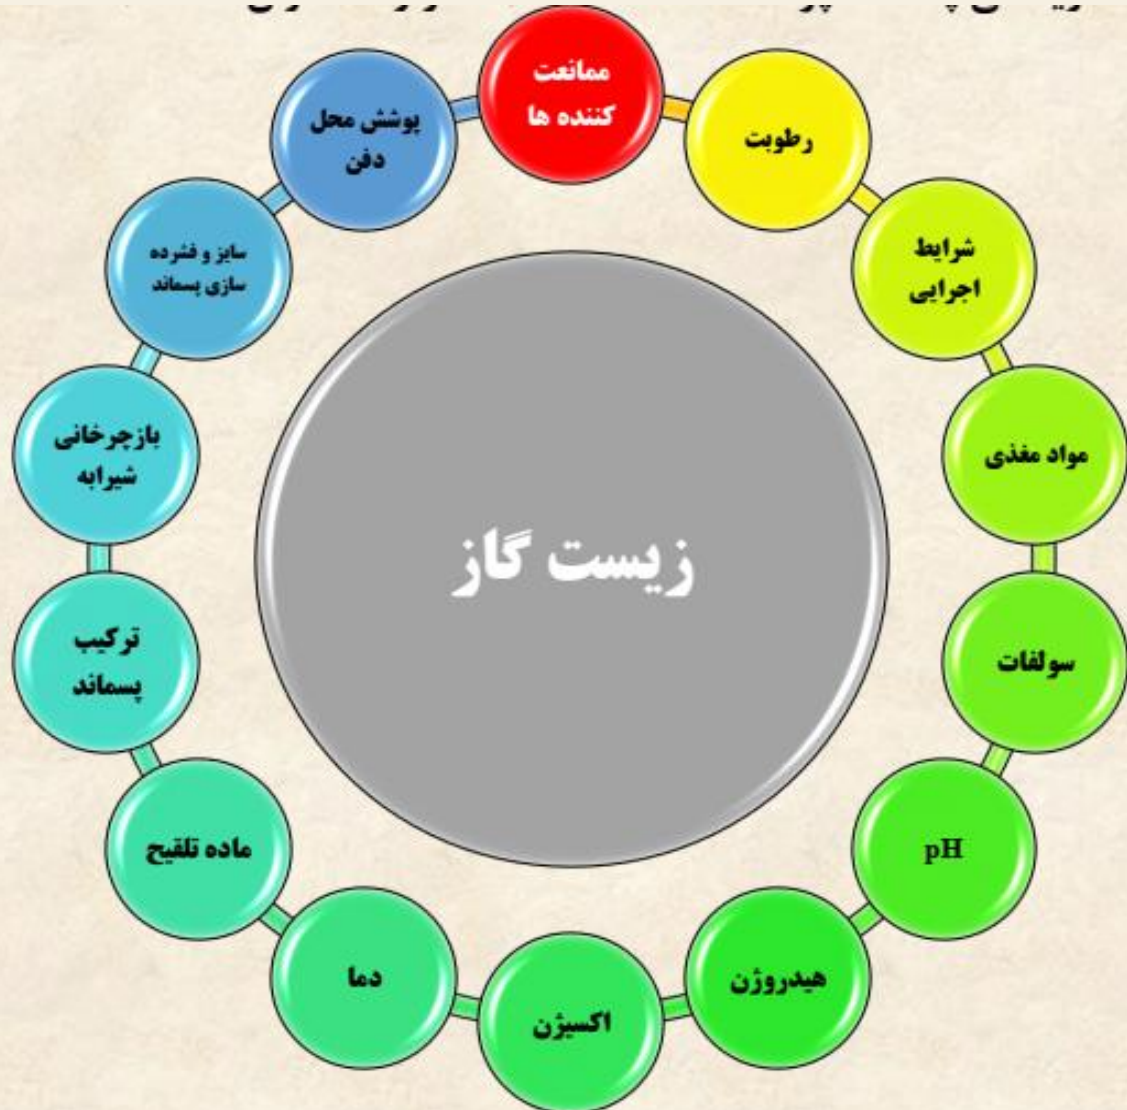 ممانعت
کننده ها
رطوبت
شرایط
اجرایی
مواد مغذی
سولفات
pH
هیدروژن
اکسیژن
دما
ماده تلقیح
ترکیب
پسماند
بازچرخانی
شیرابه
سایز و فشرده
سازی پسماند
پوشش محل
دفن
زیست گاز